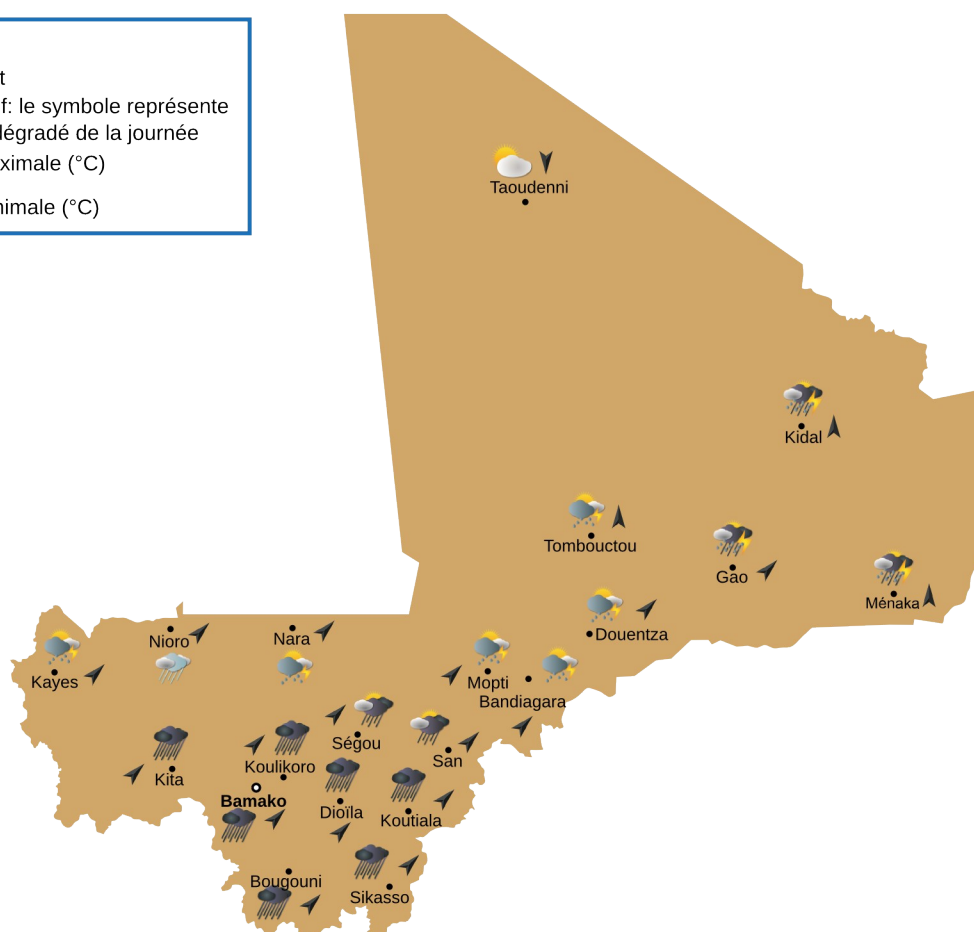 t
f: le symbole représente
légradé de la journée
ximale (°C)
nimale (°C)
Taoudenni
Kidal
Tombouctou
Gao
Ménaka
Douentza
Nioro
Nara
Kayes
Mopti
Bandiagara
Ségou
San
Koulikoro
Kita
Bamako
Dioïla
Koutiala
Bougouni
Sikasso